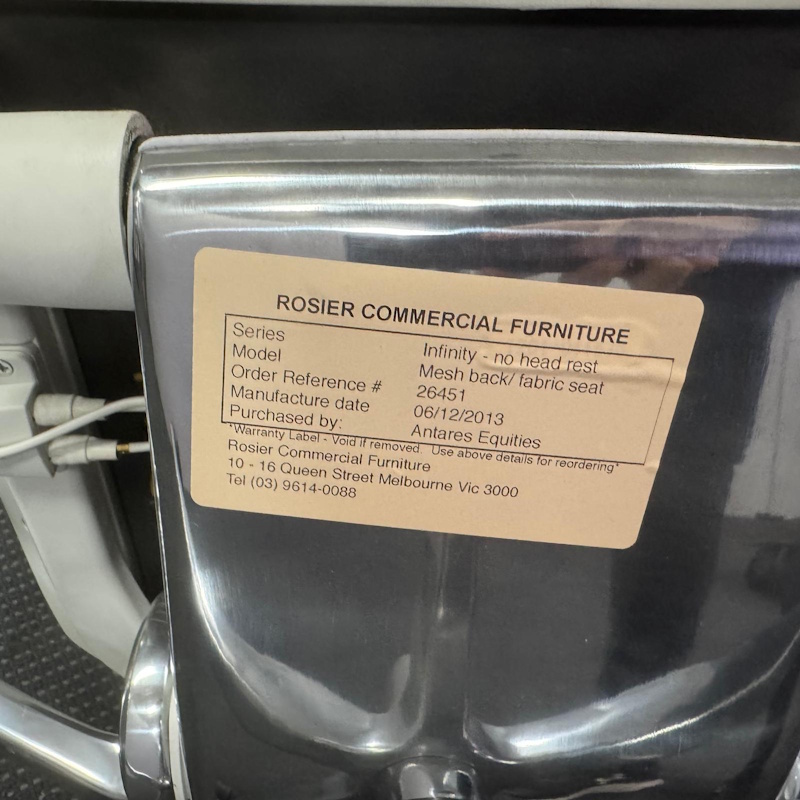 ROSIER COMMERCIAL FURNITURE
Series Infinity - no head rest
Model Mesh back/ fabric seat
Order Reference # 26451
Manufacture date 06/12/2013
Purchased by: Antares Equities
*Warranty Label - Void if removed. Use above details for reordering*
Rosier Commercial Furniture
10 - 16 Queen Street Melbourne Vic 3000
Tel (03) 9614-0088